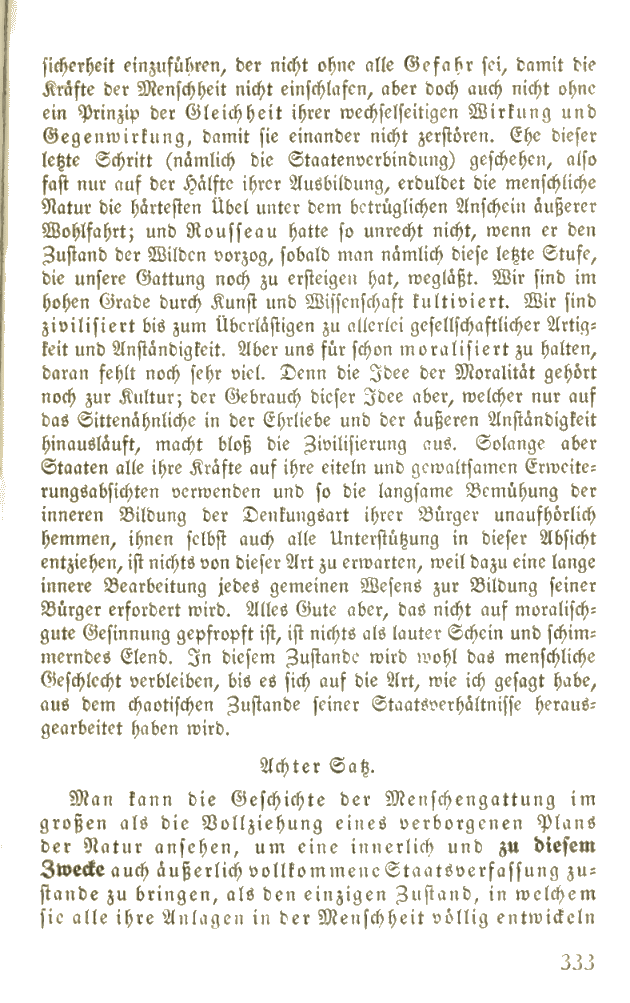 sicherheit einzuführen, der nicht ohne alle Gefahr sei, damit die
Kräfte der Menschheit nicht einschlafen, aber doch auch nicht ohne
ein Prinzip der Gleichheit ihrer wechselseitigen Wirkung und
Gegenwirkung, damit sie einander nicht zerstören. Ehe dieser
letzte Schritt (nämlich die Staatenverbindung) geschehen, also
fast nur auf der Hälfte ihrer Ausbildung, erduldet die menschliche
Natur die härtesten Übel unter dem betrüglichen Anschein äußerer
Wohlfahrt; und Rousseau hatte so unrecht nicht, wenn er den
Zustand der Wilden vorzog, sobald man nämlich diese letzte Stufe,
die unsere Gattung noch zu ersteigen hat, wegläßt. Wir sind im
hohen Grade durch Kunst und Wissenschaft kultiviert. Wir sind
zivilisiert bis zum Überlästigen zu allerlei gesellschaftlicher Artig-
keit und Anständigkeit. Aber uns für schon moralisiert zu halten,
daran fehlt noch sehr viel. Denn die Idee der Moralität gehört
noch zur Kultur; der Gebrauch dieser Idee aber, welcher nur auf
das Sittenähnliche in der Ehrliebe und der äußeren Anständigkeit
hinausläuft, macht bloß die Zivilisierung aus. Solange aber
Staaten alle ihre Kräfte auf ihre eiteln und gewaltsamen Erweite-
rungsabsichten verwenden und so die langsame Bemühung der
inneren Bildung der Denkungsart ihrer Bürger unaufhörlich
hemmen, ihnen selbst auch alle Unterstützung in dieser Absicht
entziehen, ist nichts von dieser Art zu erwarten, weil dazu eine lange
innere Bearbeitung jedes gemeinen Wesens zur Bildung seiner
Bürger erfordert wird. Alles Gute aber, das nicht auf moralisch-
gute Gesinnung gepfropft ist, ist nichts als lauter Schein und schim-
merndes Elend. In diesem Zustande wird wohl das menschliche
Geschlecht verbleiben, bis es sich auf die Art, wie ich gesagt habe,
aus dem chaotischen Zustande seiner Staatsverhältnisse heraus-
gearbeitet haben wird.
Achter Satz.
Man kann die Geschichte der Menschengattung im
großen als die Vollziehung eines verborgenen Plans
der Natur ansehen, um eine innerlich und zu diesem
Zwecke auch äußerlich vollkommene Staatsverfassung zu-
stande zu bringen, als den einzigen Zustand, in welchem
sie alle ihre Anlagen in der Menschheit völlig entwickeln
333